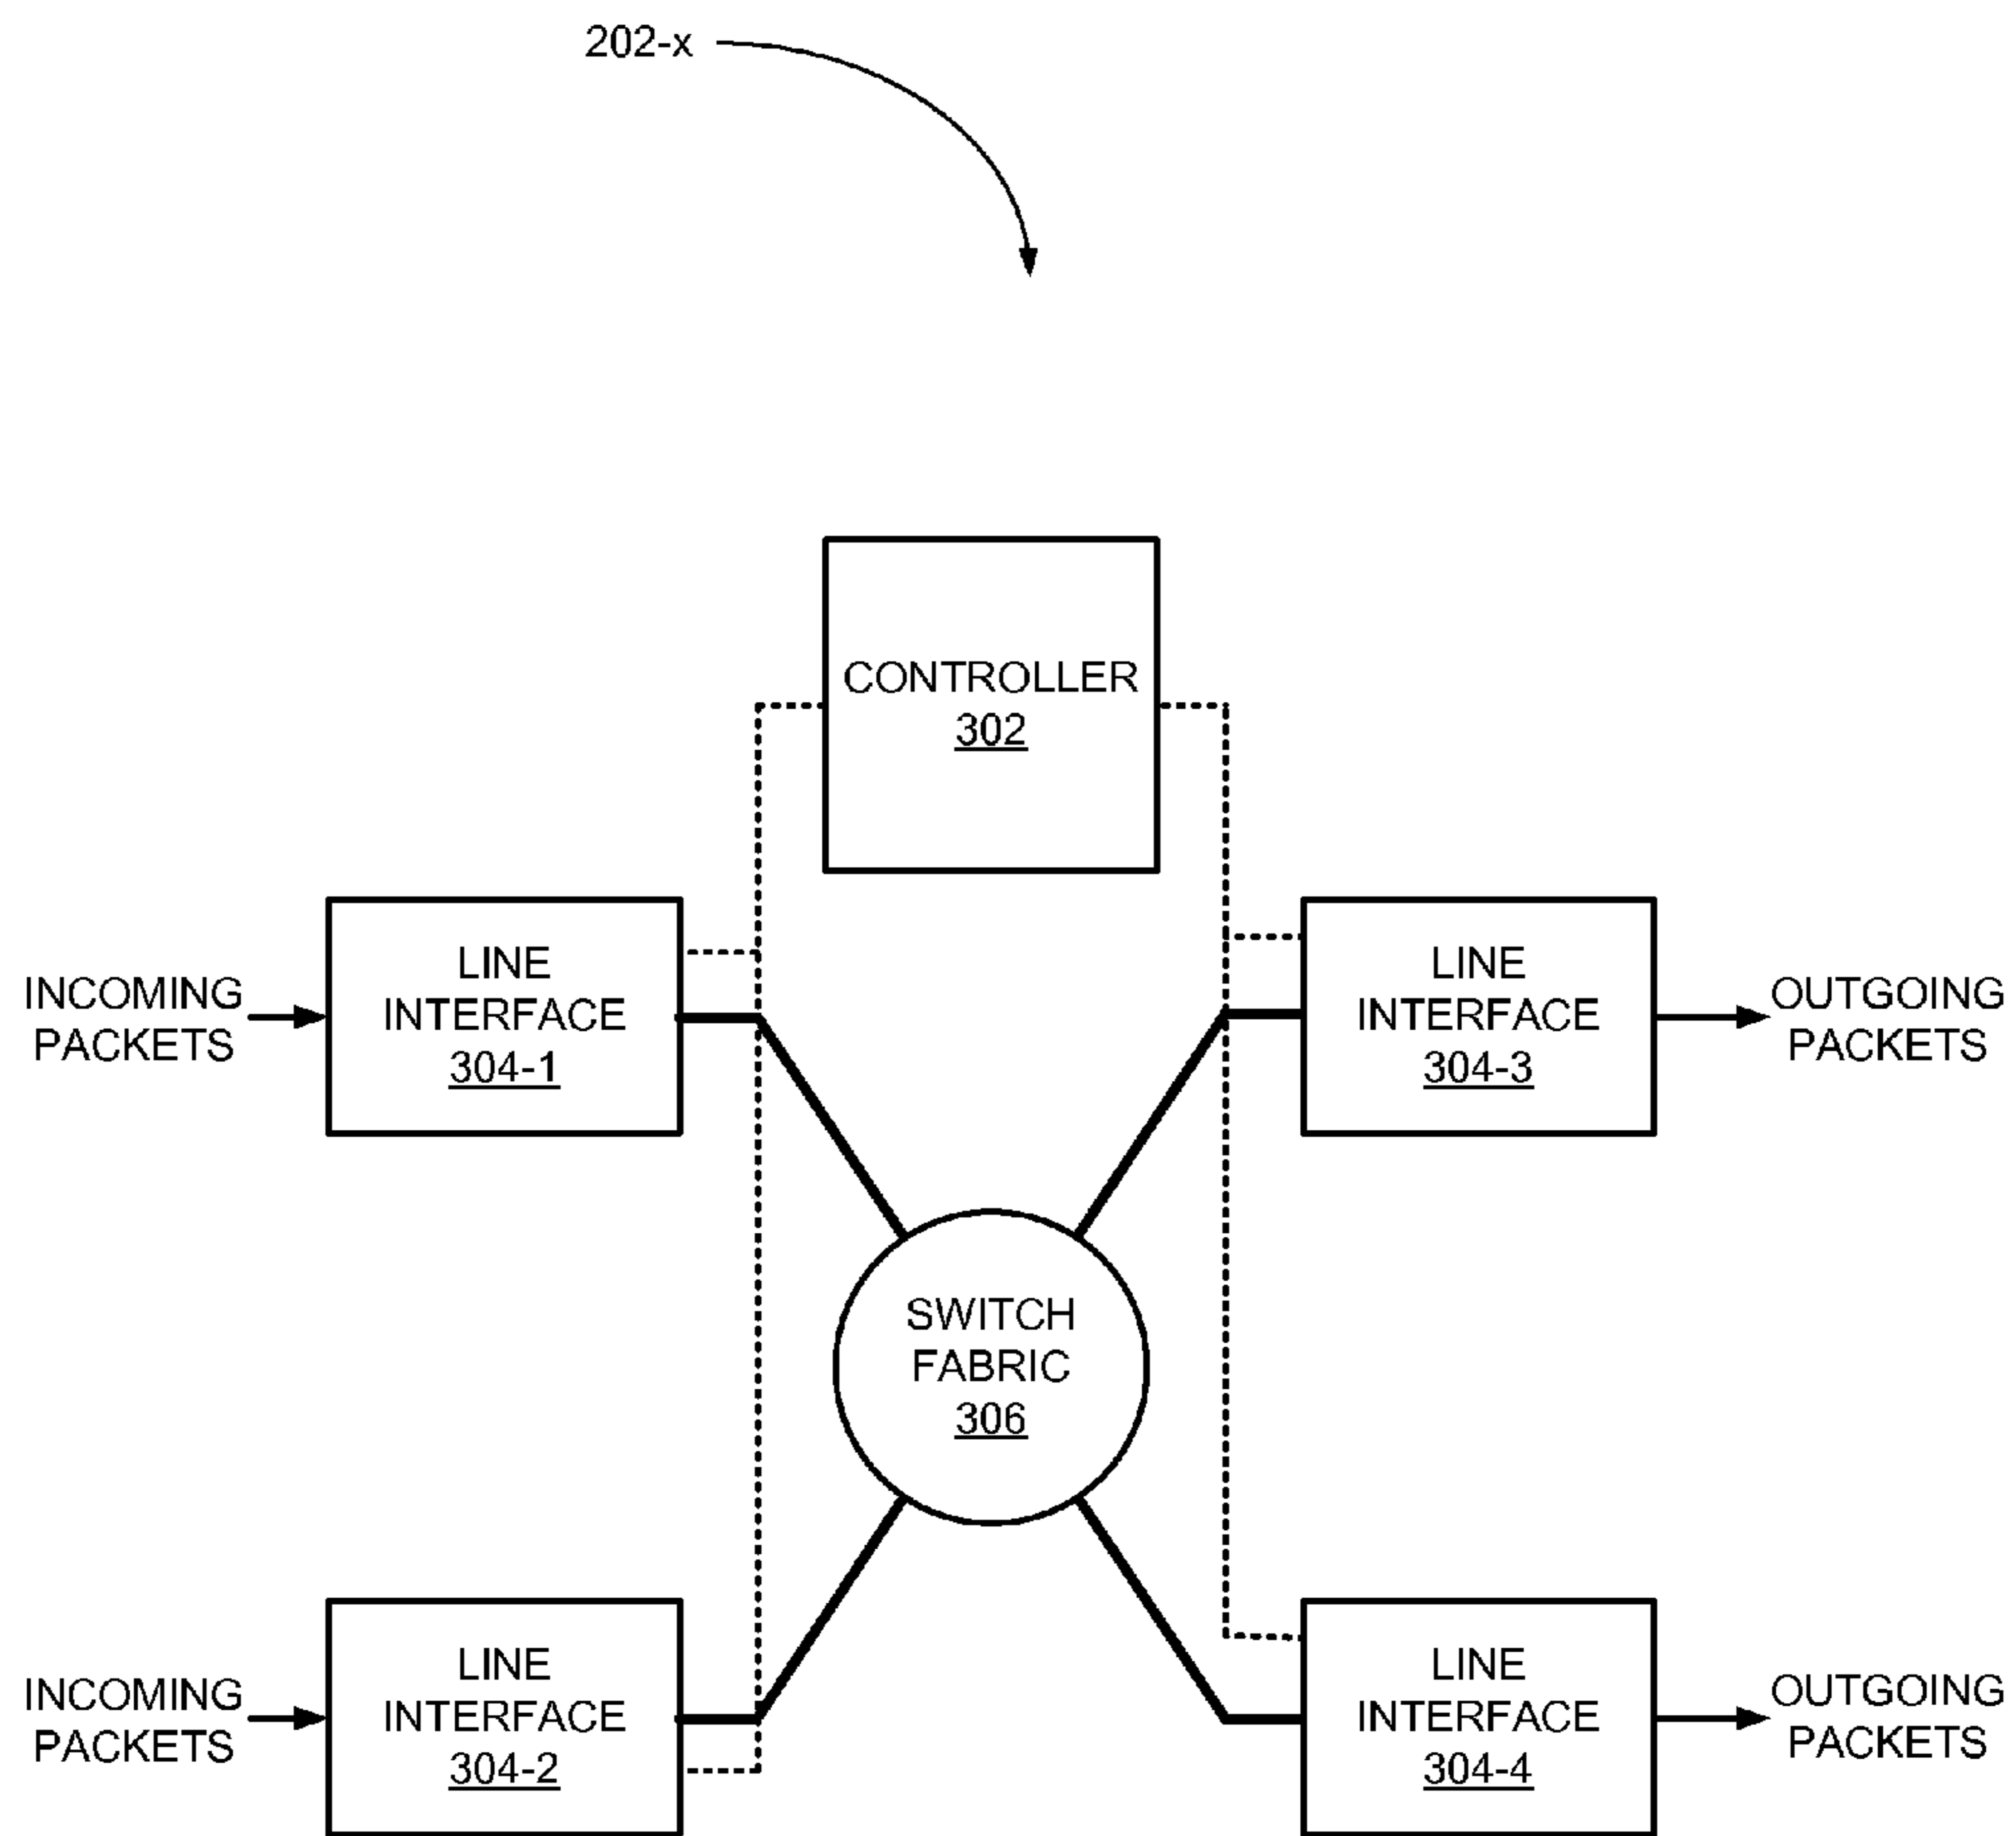 202-x
CONTROLLER
302
INCOMING
PACKETS
LINE
INTERFACE
304-1
LINE
INTERFACE
304-3
OUTGOING
PACKETS
SWITCH
FABRIC
306
INCOMING
PACKETS
LINE
INTERFACE
304-2
LINE
INTERFACE
304-4
OUTGOING
PACKETS